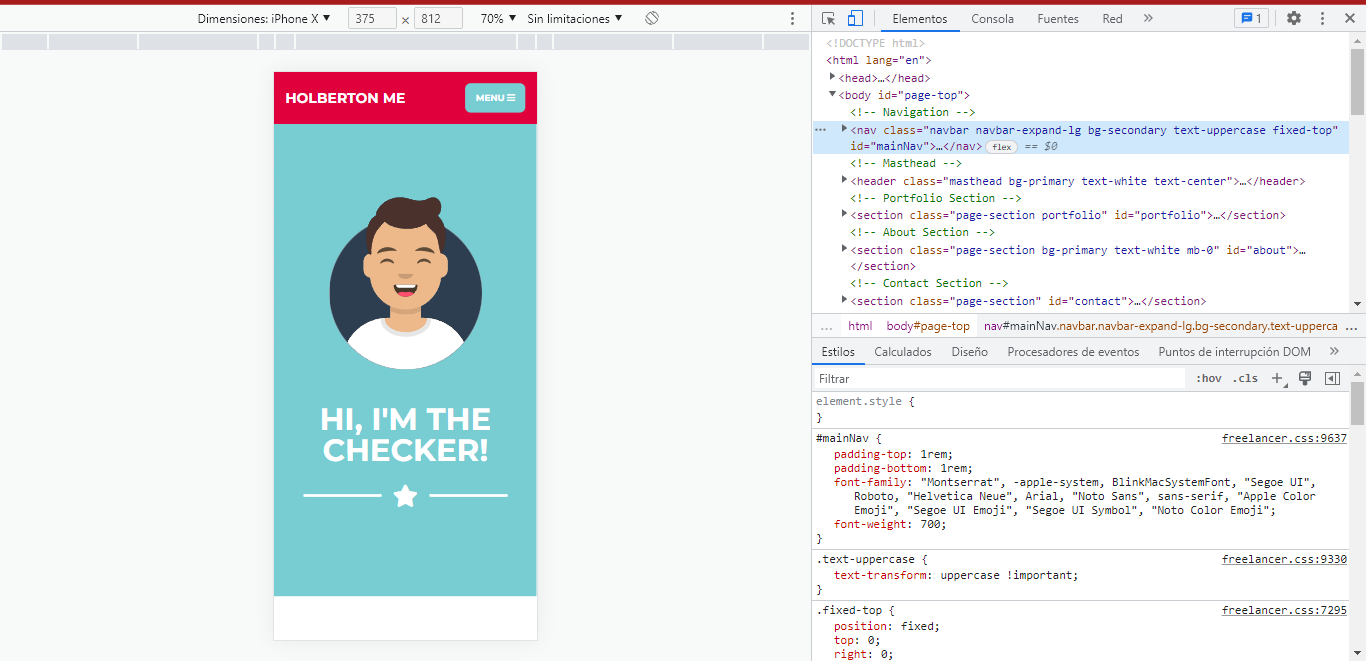 Dimensiones: iPhone X ▼ 375 × 812 70% ▼ Sin limitaciones ▼
HOLBERTON ME
MENU
HI, I'M THE
CHECKER!
Elementos Consola Fuentes Red » 1
<!DOCTYPE html>
<html lang="en">
<head>…</head>
<body id="page-top">
<!-- Navigation -->
<nav class="navbar navbar-expand-lg bg-secondary text-uppercase fixed-top"
id="mainNav">…</nav> flex == $0
<!-- Masthead -->
<header class="masthead bg-primary text-white text-center">…</header>
<!-- Portfolio Section -->
<section class="page-section portfolio" id="portfolio">…</section>
<!-- About Section -->
<section class="page-section bg-primary text-white mb-0" id="about">…
</section>
<!-- Contact Section -->
<section class="page-section" id="contact">…</section>
... html body#page-top nav#mainNav.navbar.navbar-expand-lg.bg-secondary.text-upperca ...
Estilos Calculados Diseño Procesadores de eventos Puntos de interrupción DOM »
Filtrar :hov .cls +
element.style {
}
#mainNav { freelancer.css:9637
padding-top: 1rem;
padding-bottom: 1rem;
font-family: "Montserrat", -apple-system, BlinkMacSystemFont, "Segoe UI",
Roboto, "Helvetica Neue", Arial, "Noto Sans", sans-serif, "Apple Color
Emoji", "Segoe UI Emoji", "Segoe UI Symbol", "Noto Color Emoji";
font-weight: 700;
}
.text-uppercase { freelancer.css:9330
text-transform: uppercase !important;
}
.fixed-top { freelancer.css:7295
position: fixed;
top: 0;
right: 0;